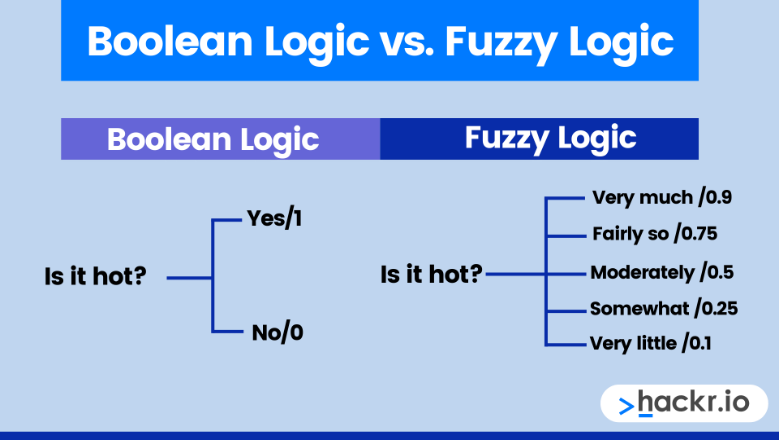 Boolean Logic vs. Fuzzy Logic
Boolean Logic
Fuzzy Logic
Is it hot?
Yes/1
No/0
Is it hot?
Very much /0.9
Fairly so /0.75
Moderately /0.5
Somewhat /0.25
Very little /0.1
>hackr.io